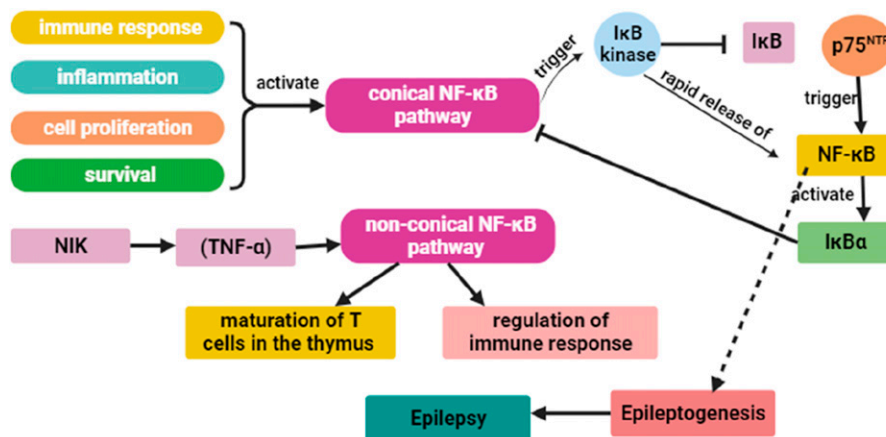 immune response
inflammation
cell proliferation
survival
activate
conical NF-κB
pathway
trigger
IκB
kinase
IκB
rapid release of
p75NTR
trigger
NF-κB
activate
IκBα
NIK
(TNF-α)
non-conical NF-κB
pathway
maturation of T
cells in the thymus
regulation of
immune response
Epileptogenesis
Epilepsy